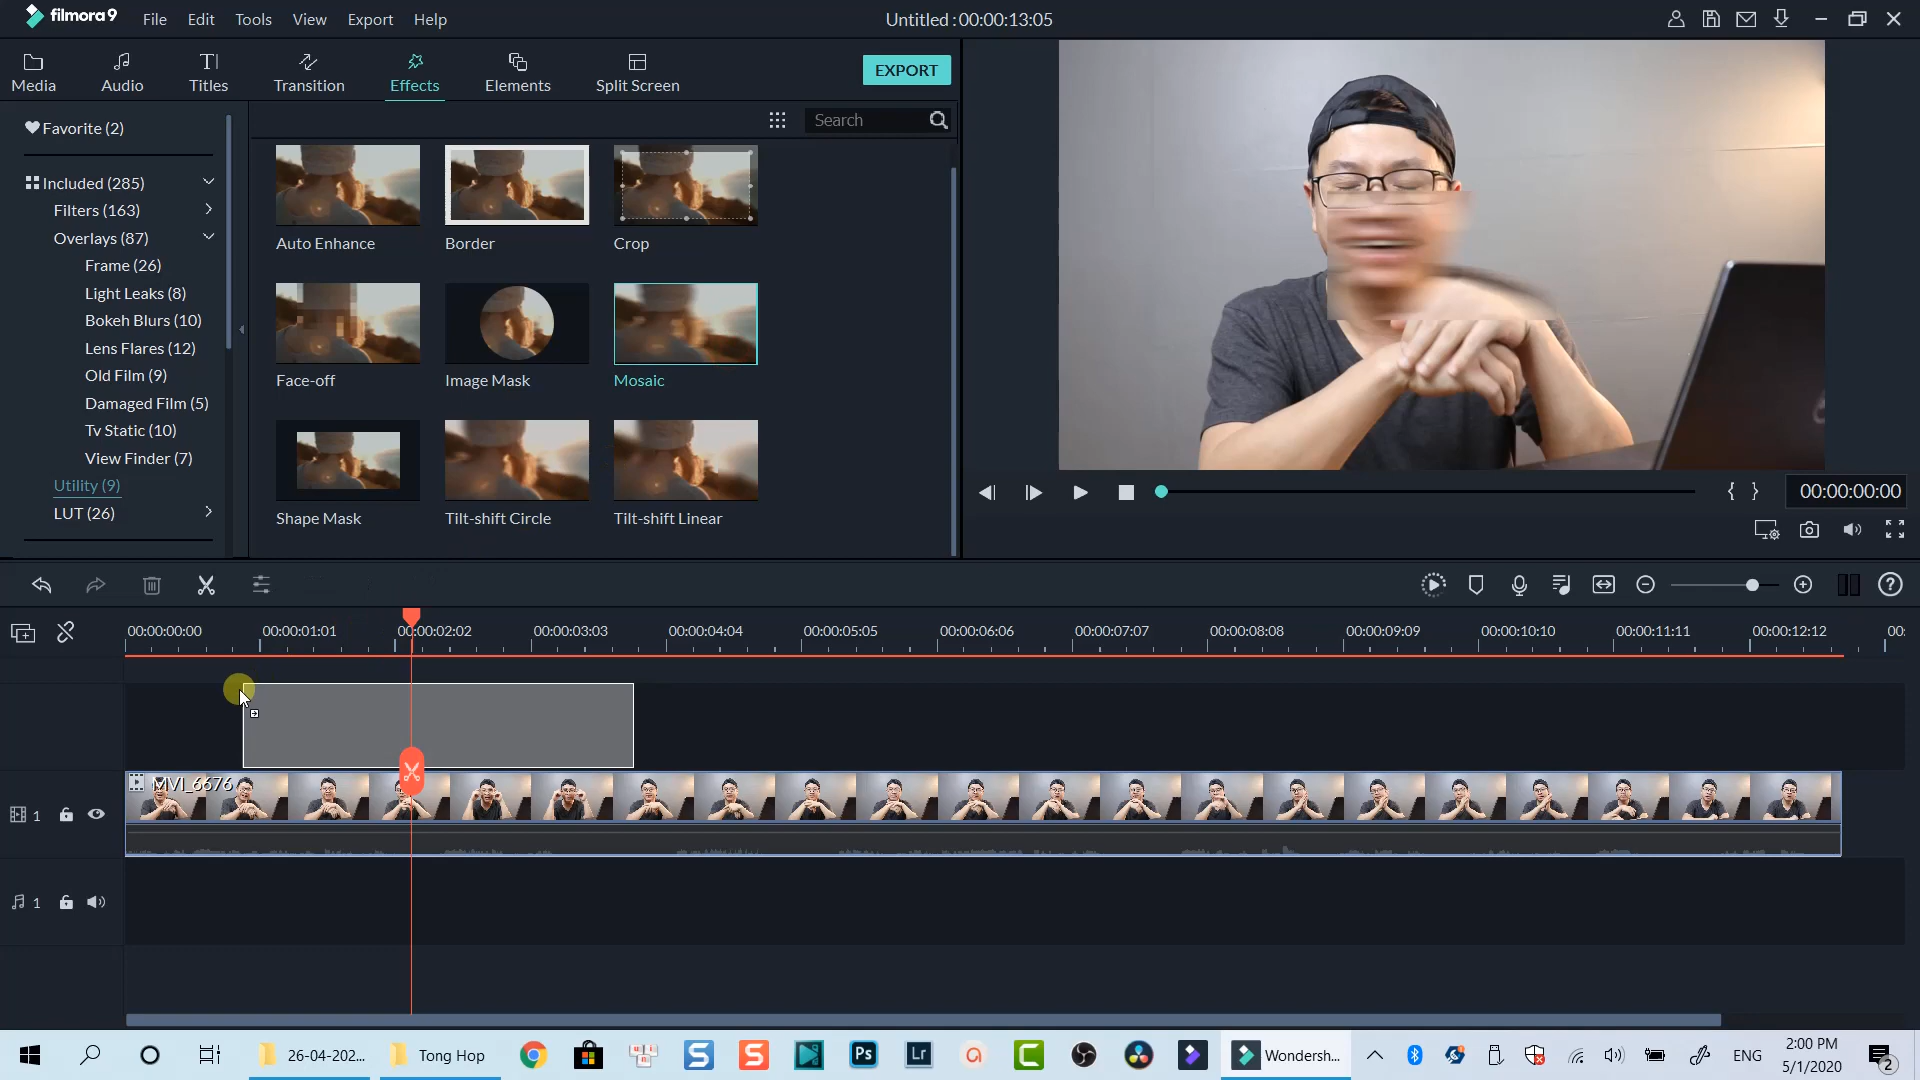 filmora9
File Edit Tools View Export Help
Untitled : 00:00:13:05
Media Audio Titles Transition Effects Elements Split Screen
EXPORT
Favorite (2)
Search
Included (285)
Filters (163)
Overlays (87)
Frame (26)
Light Leaks (8)
Bokeh Blurs (10)
Lens Flares (12)
Old Film (9)
Damaged Film (5)
Tv Static (10)
View Finder (7)
Utility (9)
LUT (26)
Auto Enhance Border Crop
Face-off Image Mask Mosaic
Shape Mask Tilt-shift Circle Tilt-shift Linear
{ } 00:00:00:00
00:00:00:00 00:00:01:01 00:00:02:02 00:00:03:03 00:00:04:04 00:00:05:05 00:00:06:06 00:00:07:07 00:00:08:08 00:00:09:09 00:00:10:10 00:00:11:11 00:00:12:12 00:
MVI_6676
1
1
26-04-202... Tong Hop Ps Lr Wondersh... ENG
2:00 PM
5/1/2020
2